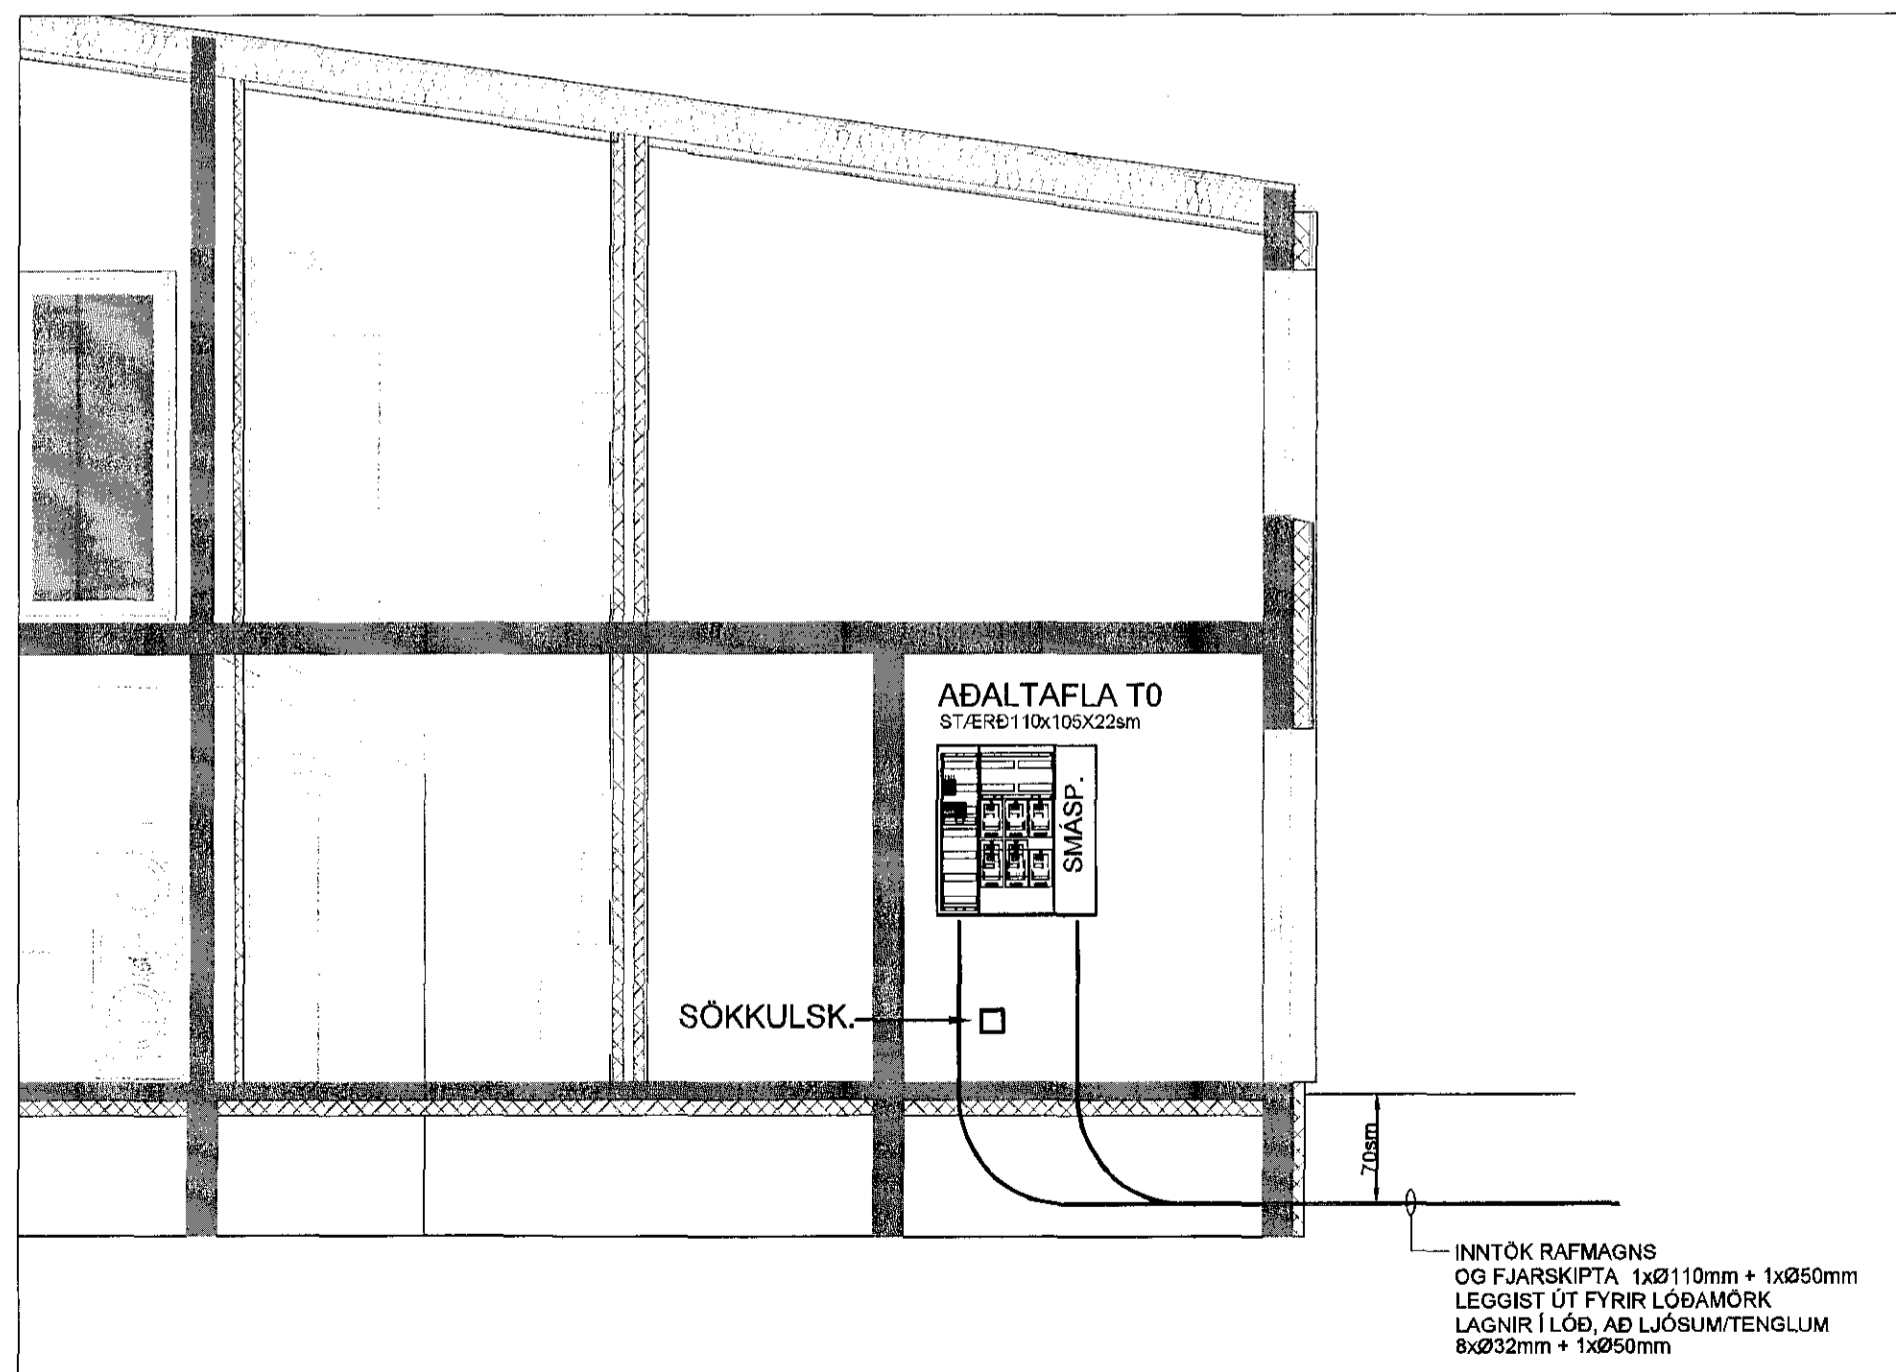 AÐALTAFLA T0
STÆRÐ110x105X22sm
SMÁSP.
SÖKKULSK.
70sm
INNTÖK RAFMAGNS
OG FJARSKIPTA 1xØ110mm + 1xØ50mm
LEGGIST ÚT FYRIR LÓÐAMÖRK
LAGNIR Í LÓÐ, AÐ LJÓSUM/TENGLUM
8xØ32mm + 1xØ50mm